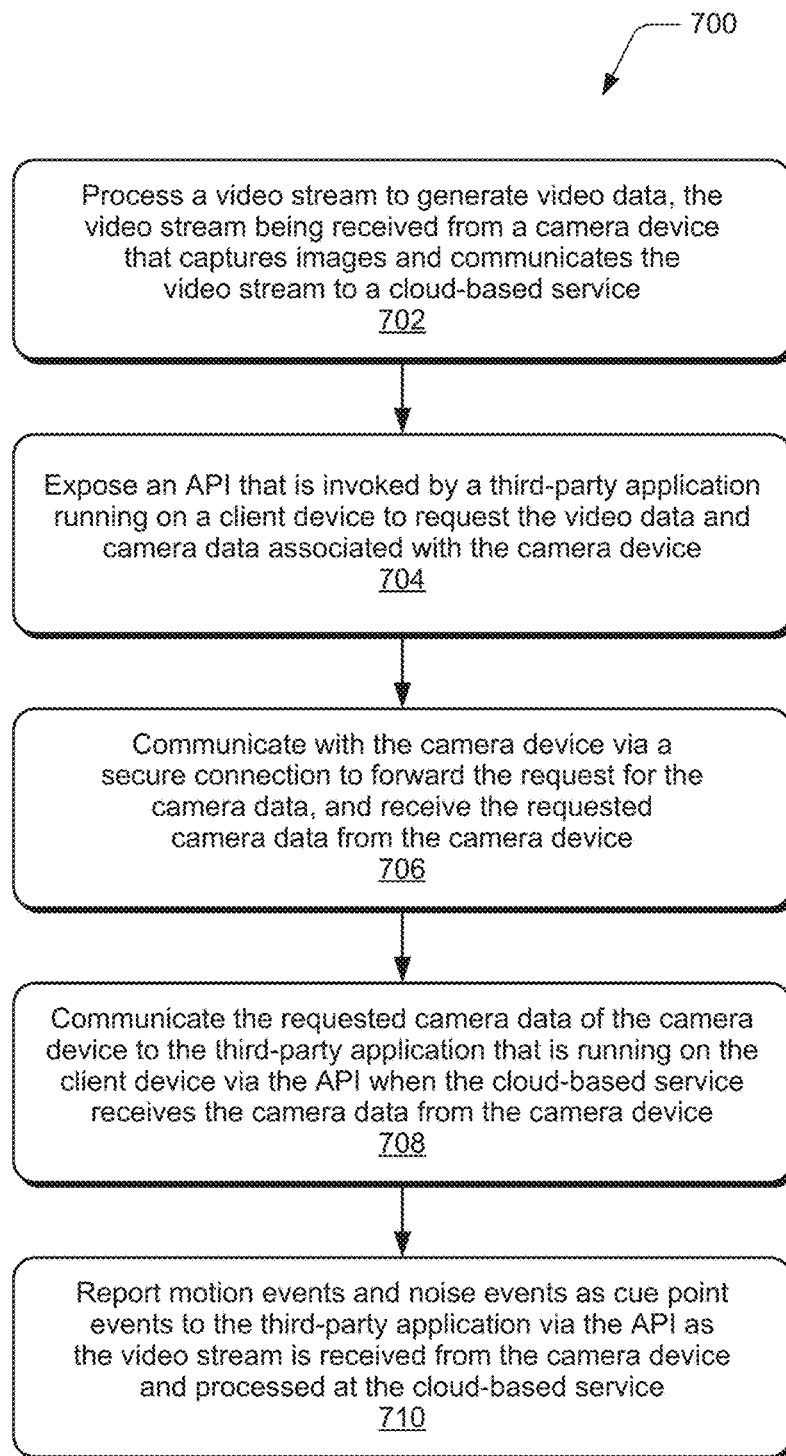 700
Process a video stream to generate video data, the
video stream being received from a camera device
that captures images and communicates the
video stream to a cloud-based service
702
Expose an API that is invoked by a third-party application
running on a client device to request the video data and
camera data associated with the camera device
704
Communicate with the camera device via a
secure connection to forward the request for the
camera data, and receive the requested
camera data from the camera device
706
Communicate the requested camera data of the camera
device to the third-party application that is running on the
client device via the API when the cloud-based service
receives the camera data from the camera device
708
Report motion events and noise events as cue point
events to the third-party application via the API as
the video stream is received from the camera device
and processed at the cloud-based service
710